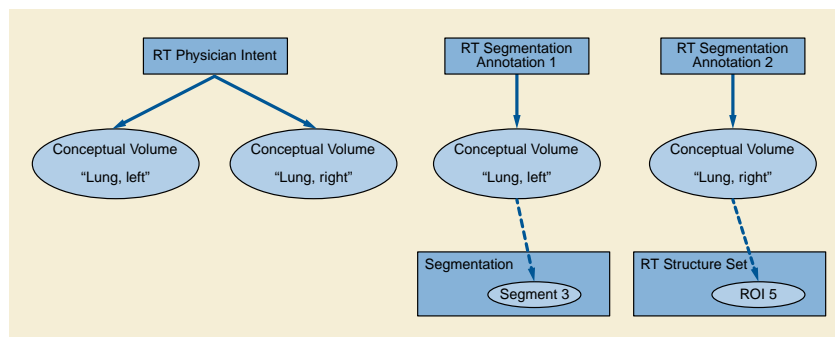 RT Physician Intent
RT Segmentation
Annotation 1
RT Segmentation
Annotation 2
Conceptual Volume
“Lung, left”
Conceptual Volume
“Lung, right”
Conceptual Volume
“Lung, left”
Conceptual Volume
“Lung, right”
Segmentation
Segment 3
RT Structure Set
ROI 5